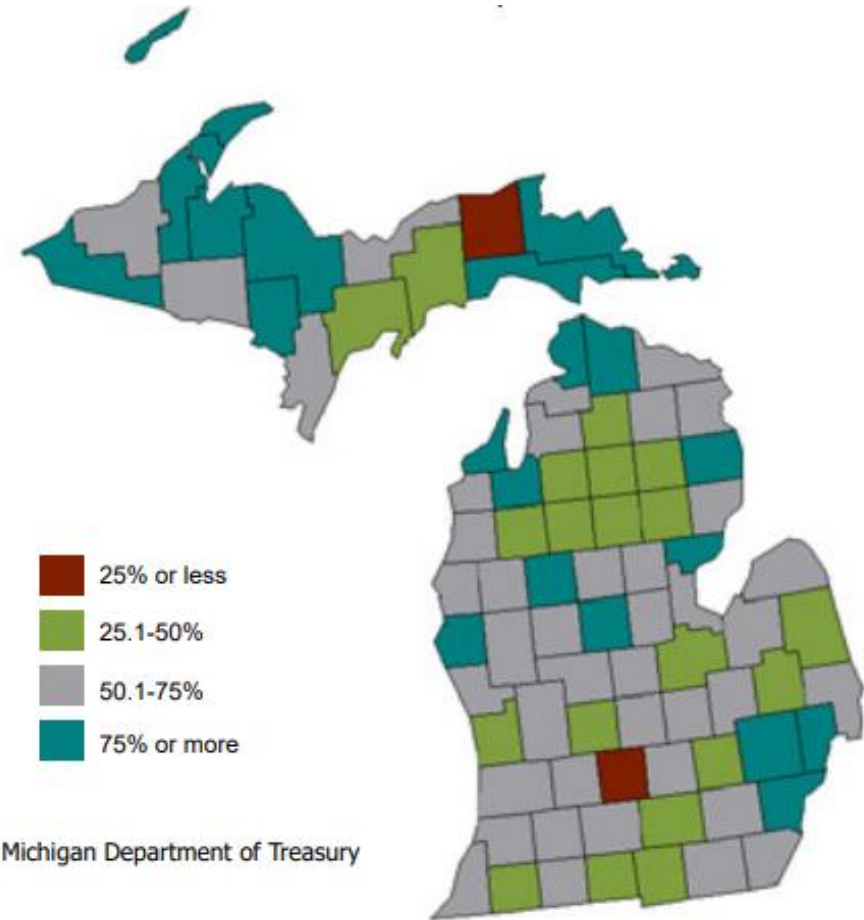 25% or less
25.1-50%
50.1-75%
75% or more
Michigan Department of Treasury